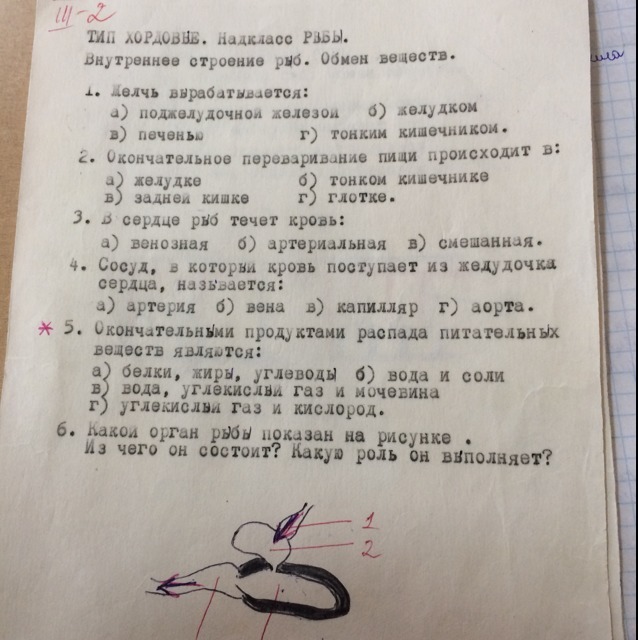 III-2
ТИП ХОРДОВЫЕ. Надкласс РЫБЫ.
Внутреннее строение рыб. Обмен веществ.
1. Желчь вырабатывается:
а) поджелудочной железой б) желудком
в) печенью г) тонким кишечником.
2. Окончательное переваривание пищи происходит в:
а) желудке б) тонком кишечнике
в) задней кишке г) глотке.
3. В сердце рыб течет кровь:
а) венозная б) артериальная в) смешанная.
4. Сосуд, в который кровь поступает из желудочка
сердца, называется:
а) артерия б) вена в) капилляр г) аорта.
* 5. Окончательными продуктами распада питательных
веществ являются:
а) белки, жиры, углеводы б) вода и соли
в) вода, углекислый газ и мочевина
г) углекислый газ и кислород.
6. Какой орган рыбы показан на рисунке .
Из чего он состоит? Какую роль он выполняет?
1
2